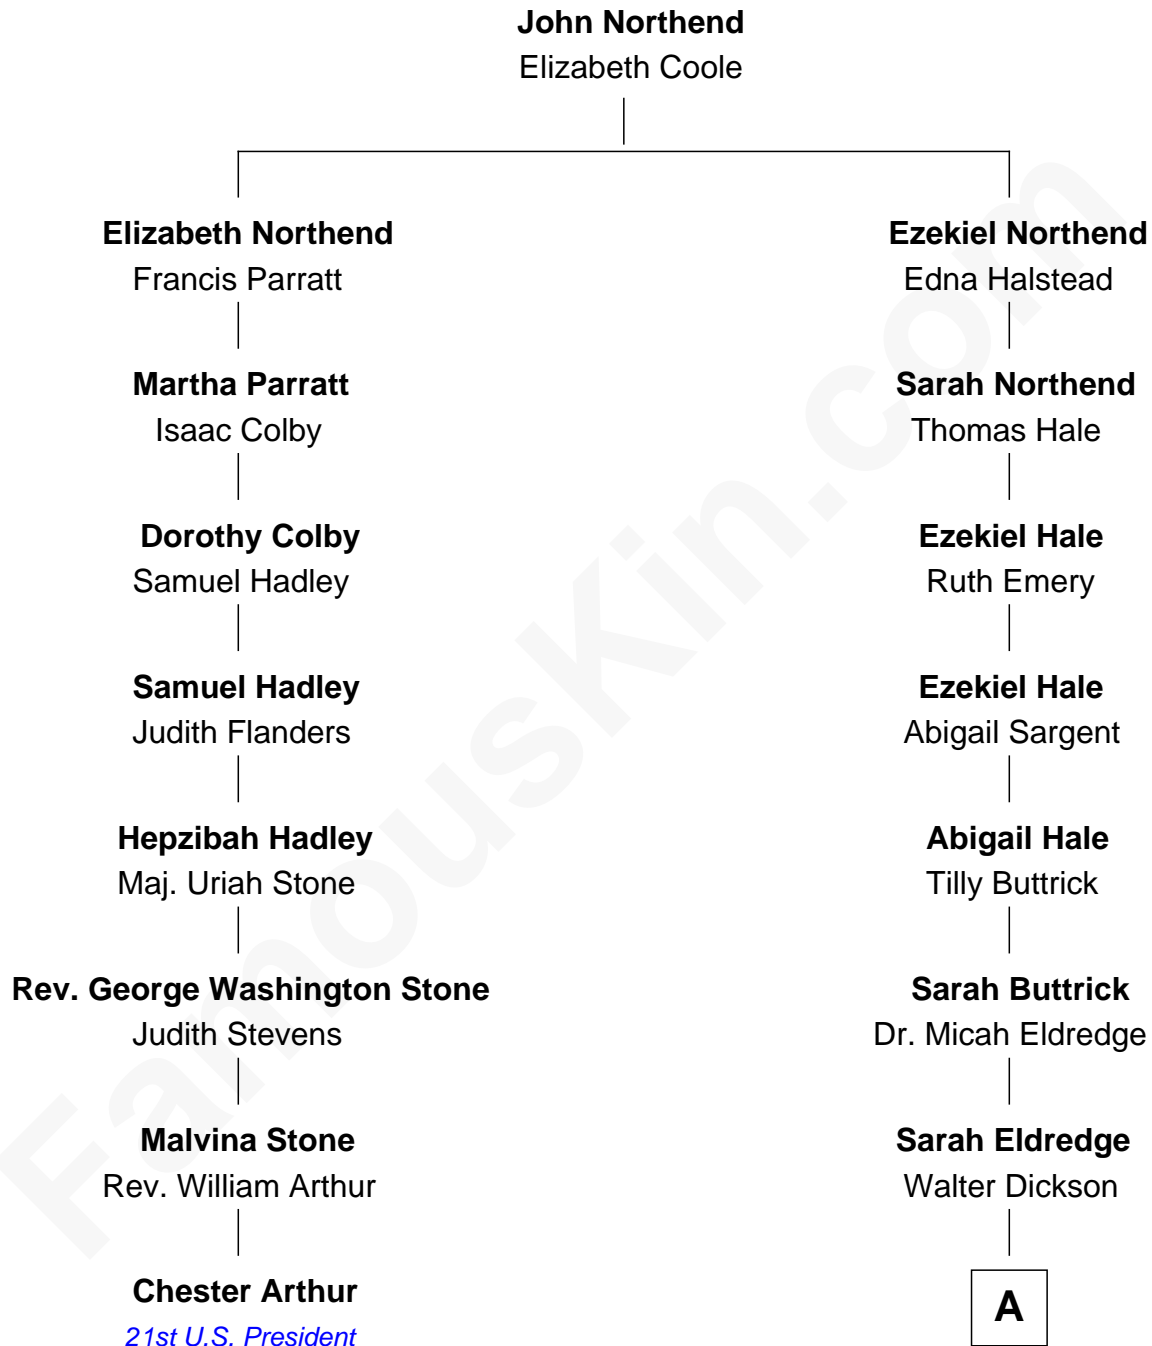 John Northend
Elizabeth Coole
Elizabeth Northend
Francis Parratt
Ezekiel Northend
Edna Halstead
Martha Parratt
Isaac Colby
Sarah Northend
Thomas Hale
Dorothy Colby
Samuel Hadley
Ezekiel Hale
Ruth Emery
Samuel Hadley
Judith Flanders
Ezekiel Hale
Abigail Sargent
Hepzibah Hadley
Maj. Uriah Stone
Abigail Hale
Tilly Buttrick
Rev. George Washington Stone
Judith Stevens
Sarah Buttrick
Dr. Micah Eldredge
Malvina Stone
Rev. William Arthur
Sarah Eldredge
Walter Dickson
Chester Arthur
21st U.S. President
A
FamousKin.com